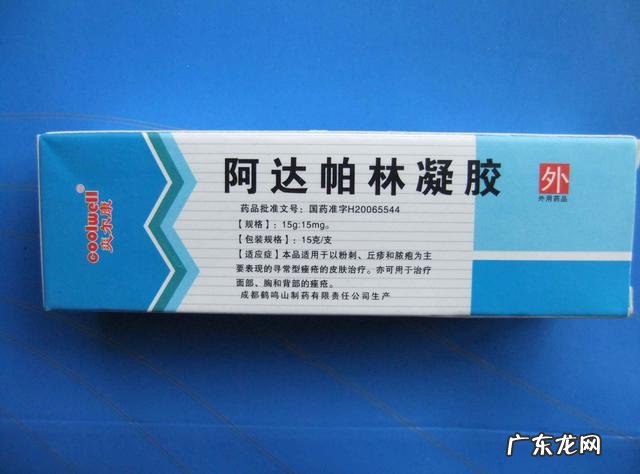 coolwell®
爽尔康
阿达帕林凝胶
外
外用药品
药品批准文号：国药准字H20065544
【规格】：15g:15mg。
【包装规格】：15克/支
【适应症】本品适用于以粉刺、丘疹和脓疱为主
要表现的寻常型痤疮的皮肤治疗。亦可用于治疗
面部、胸和背部的痤疮。
成都鹤鸣山制药有限责任公司生产
广东龙网